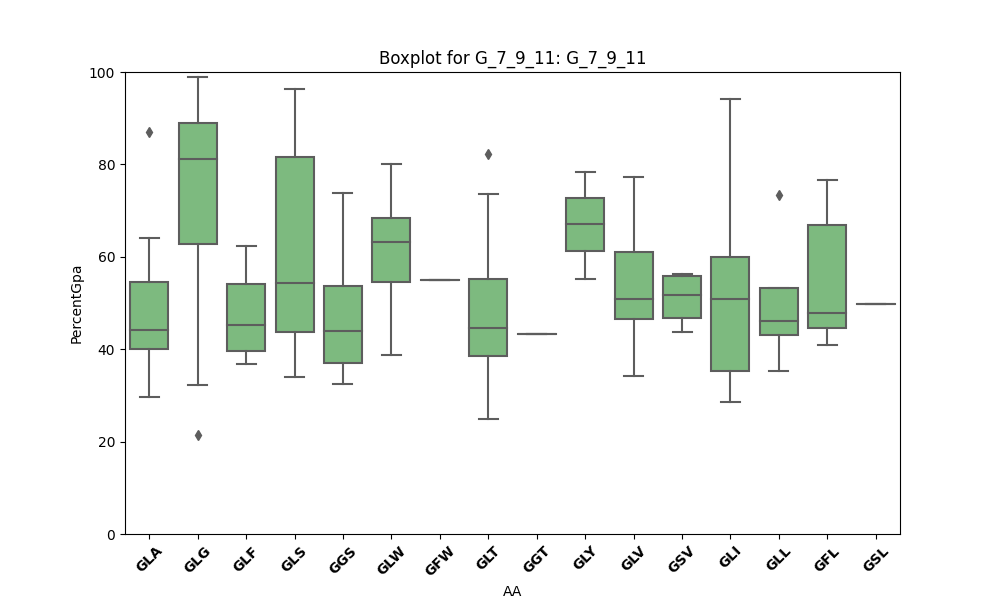 Boxplot for G_7_9_11: G_7_9_11
PercentGpa
100
80
60
40
20
0
GLA GLG GLF GLS GGS GLW GFW GLT GGT GLY GLV GSV GLI GLL GFL GSL
AA